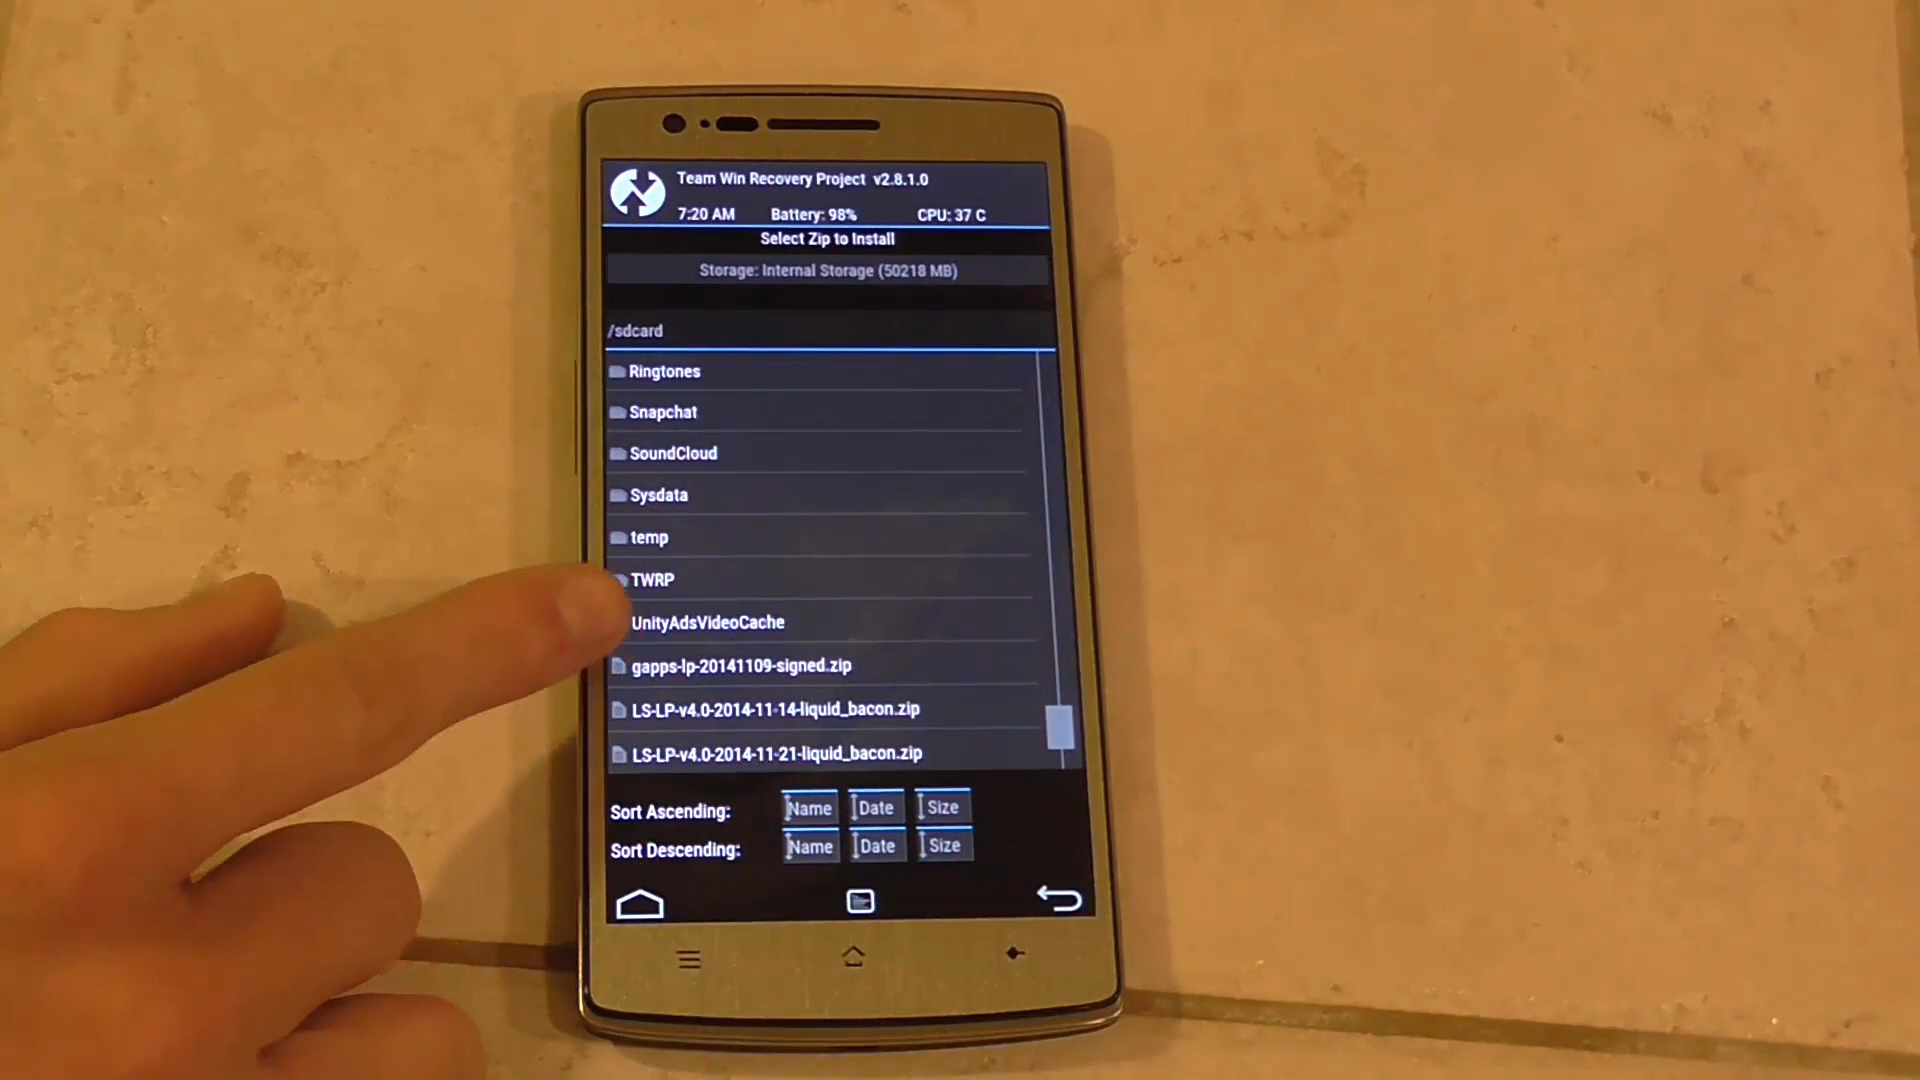 Team Win Recovery Project v2.8.1.0
7:20 AM Battery: 98% CPU: 37 C
Select Zip to Install
Storage: Internal Storage (50218 MB)
/sdcard
Ringtones
Snapchat
SoundCloud
Sysdata
temp
TWRP
UnityAdsVideoCache
gapps-lp-20141109-signed.zip
LS-LP-v4.0-2014-11-14-liquid_bacon.zip
LS-LP-v4.0-2014-11-21-liquid_bacon.zip
Sort Ascending: Name Date Size
Sort Descending: Name Date Size